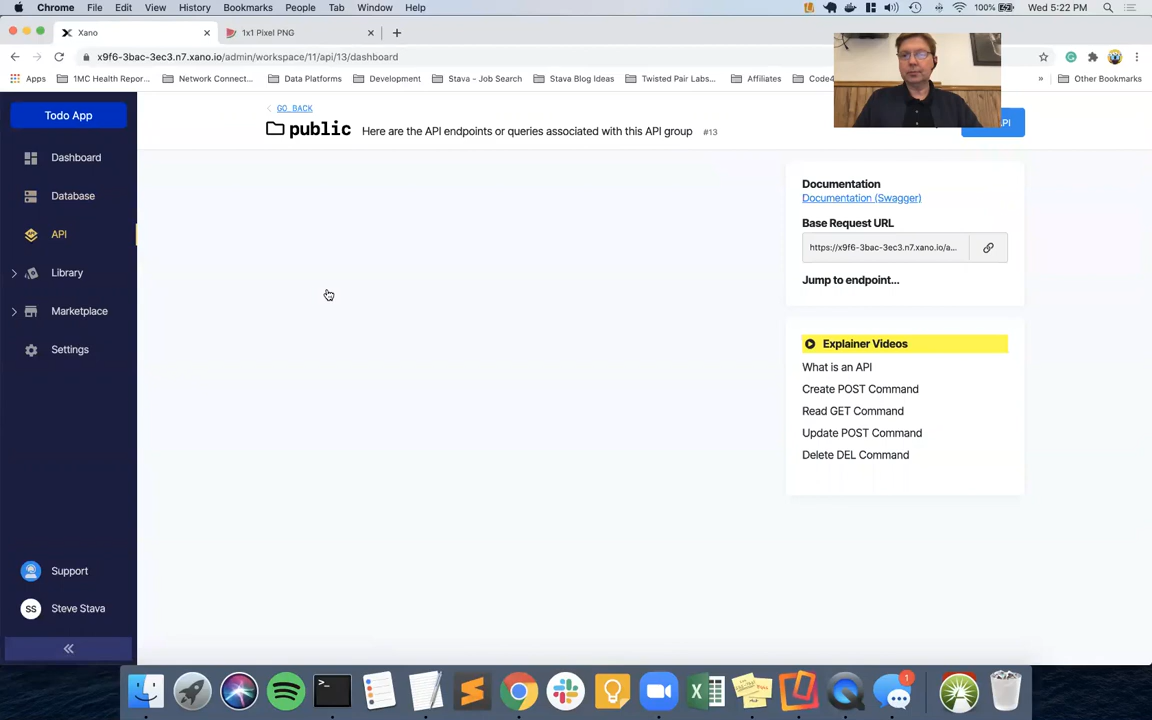 Chrome File Edit View History Bookmarks People Tab Window Help 100% Wed 5:22 PM
Xano 1x1 Pixel PNG
x9f6-3bac-3ec3.n7.xano.io/admin/workspace/11/api/13/dashboard
Apps 1MC Health Repor... Network Connect... Data Platforms Development Stava - Job Search Stava Blog Ideas Twisted Pair Labs... Affiliates Code4 » Other Bookmarks
Todo App
GO BACK
public Here are the API endpoints or queries associated with this API group #13
Dashboard
Database
API
Library
Marketplace
Settings
Support
SS Steve Stava
Documentation
Documentation (Swagger)
Base Request URL
https://x9f6-3bac-3ec3.n7.xano.io/a...
Jump to endpoint...
Explainer Videos
What is an API
Create POST Command
Read GET Command
Update POST Command
Delete DEL Command
1